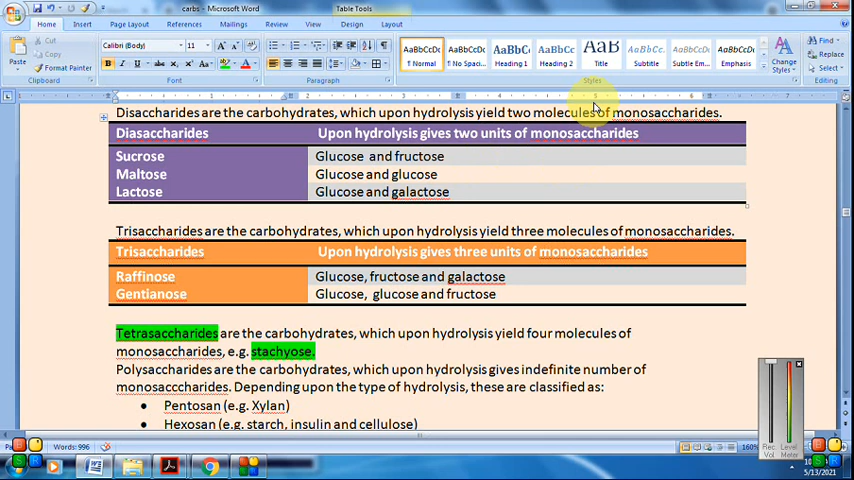 carbs - Microsoft Word
Table Tools
Home
Insert
Page Layout
References
Mailings
Review
View
Design
Layout
Paste
Cut
Copy
Format Painter
Clipboard
Calibri (Body)
11
Font
Paragraph
AaBbCcDc
¶ Normal
AaBbCcDc
¶ No Spaci...
AaBbC
Heading 1
AaBbCc
Heading 2
AaB
Title
AaBbCc.
Subtitle
AaBbCcDc
Subtle Em...
AaBbCcDc
Emphasis
Change
Styles
Styles
Find
Replace
Select
Editing
Disaccharides are the carbohydrates, which upon hydrolysis yield two molecules of monosaccharides.
Diasaccharides Upon hydrolysis gives two units of monosaccharides
Sucrose Glucose and fructose
Maltose Glucose and glucose
Lactose Glucose and galactose
Trisaccharides are the carbohydrates, which upon hydrolysis yield three molecules of monosaccharides.
Trisaccharides Upon hydrolysis gives three units of monosaccharides
Raffinose Glucose, fructose and galactose
Gentianose Glucose, glucose and fructose
Tetrasaccharides are the carbohydrates, which upon hydrolysis yield four molecules of
monosaccharides, e.g. stachyose.
Polysaccharides are the carbohydrates, which upon hydrolysis gives indefinite number of
monosacccharides. Depending upon the type of hydrolysis, these are classified as:
• Pentosan (e.g. Xylan)
• Hexosan (e.g. starch, insulin and cellulose)
Rec. Vol
Level Meter
Words: 996
160%
5/13/2021